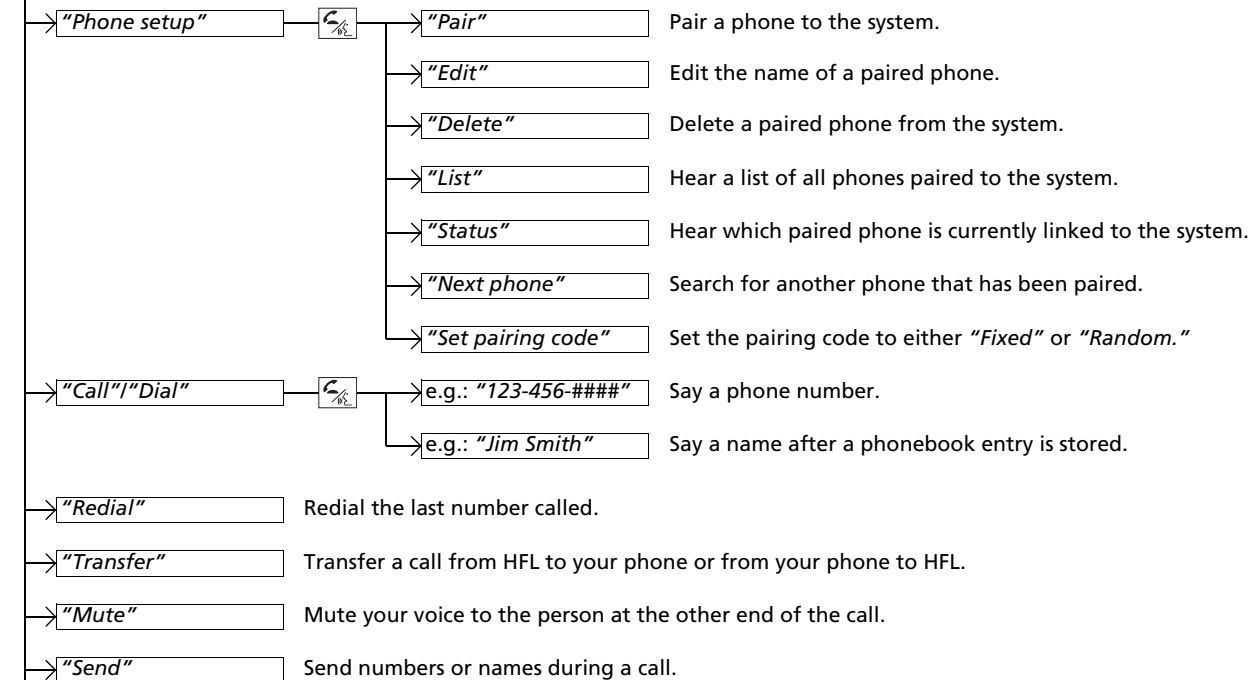 “Phone setup” “Pair” Pair a phone to the system.
“Edit” Edit the name of a paired phone.
“Delete” Delete a paired phone from the system.
“List” Hear a list of all phones paired to the system.
“Status” Hear which paired phone is currently linked to the system.
“Next phone” Search for another phone that has been paired.
“Set pairing code” Set the pairing code to either “Fixed” or “Random.”
“Call”/“Dial” e.g.: “123-456-####” Say a phone number.
e.g.: “Jim Smith” Say a name after a phonebook entry is stored.
“Redial” Redial the last number called.
“Transfer” Transfer a call from HFL to your phone or from your phone to HFL.
“Mute” Mute your voice to the person at the other end of the call.
“Send” Send numbers or names during a call.